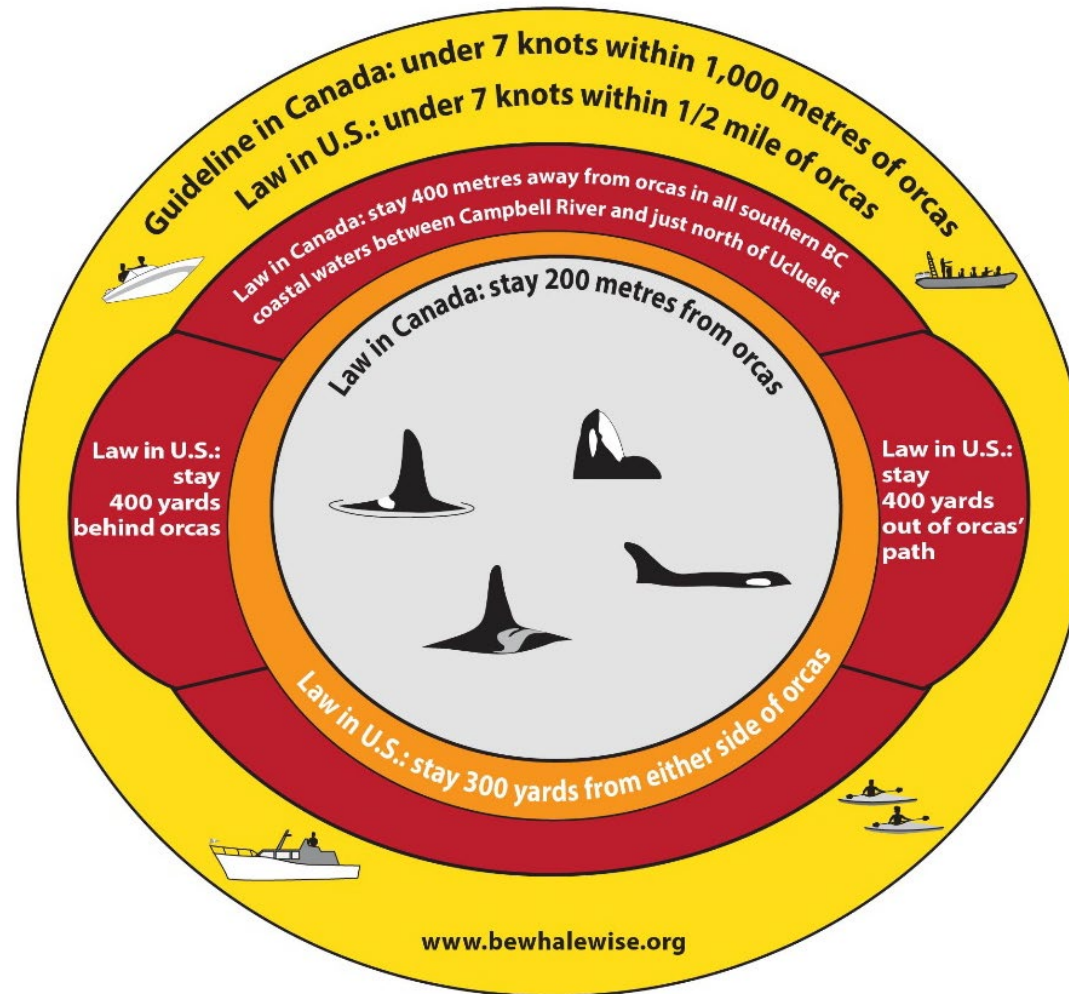 Guideline in Canada: under 7 knots within 1,000 metres of orcas
Law in U.S.: under 7 knots within 1/2 mile of orcas
Law in Canada: stay 400 metres away from orcas in all southern BC
coastal waters between Campbell River and just north of Ucluelet
Law in Canada: stay 200 metres from orcas
Law in U.S.:
stay
400 yards
behind orcas
Law in U.S.:
stay
400 yards
out of orcas'
path
Law in U.S.: stay 300 yards from either side of orcas
www.bewhalewise.org